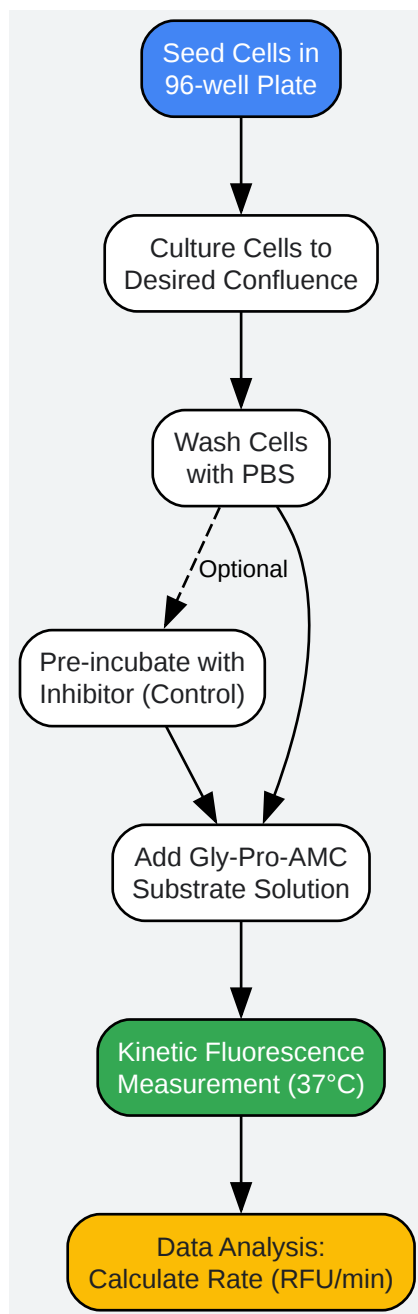 Seed Cells in
96-well Plate
Culture Cells to
Desired Confluence
Wash Cells
with PBS
Optional
Pre-incubate with
Inhibitor (Control)
Add Gly-Pro-AMC
Substrate Solution
Kinetic Fluorescence
Measurement (37°C)
Data Analysis:
Calculate Rate (RFU/min)